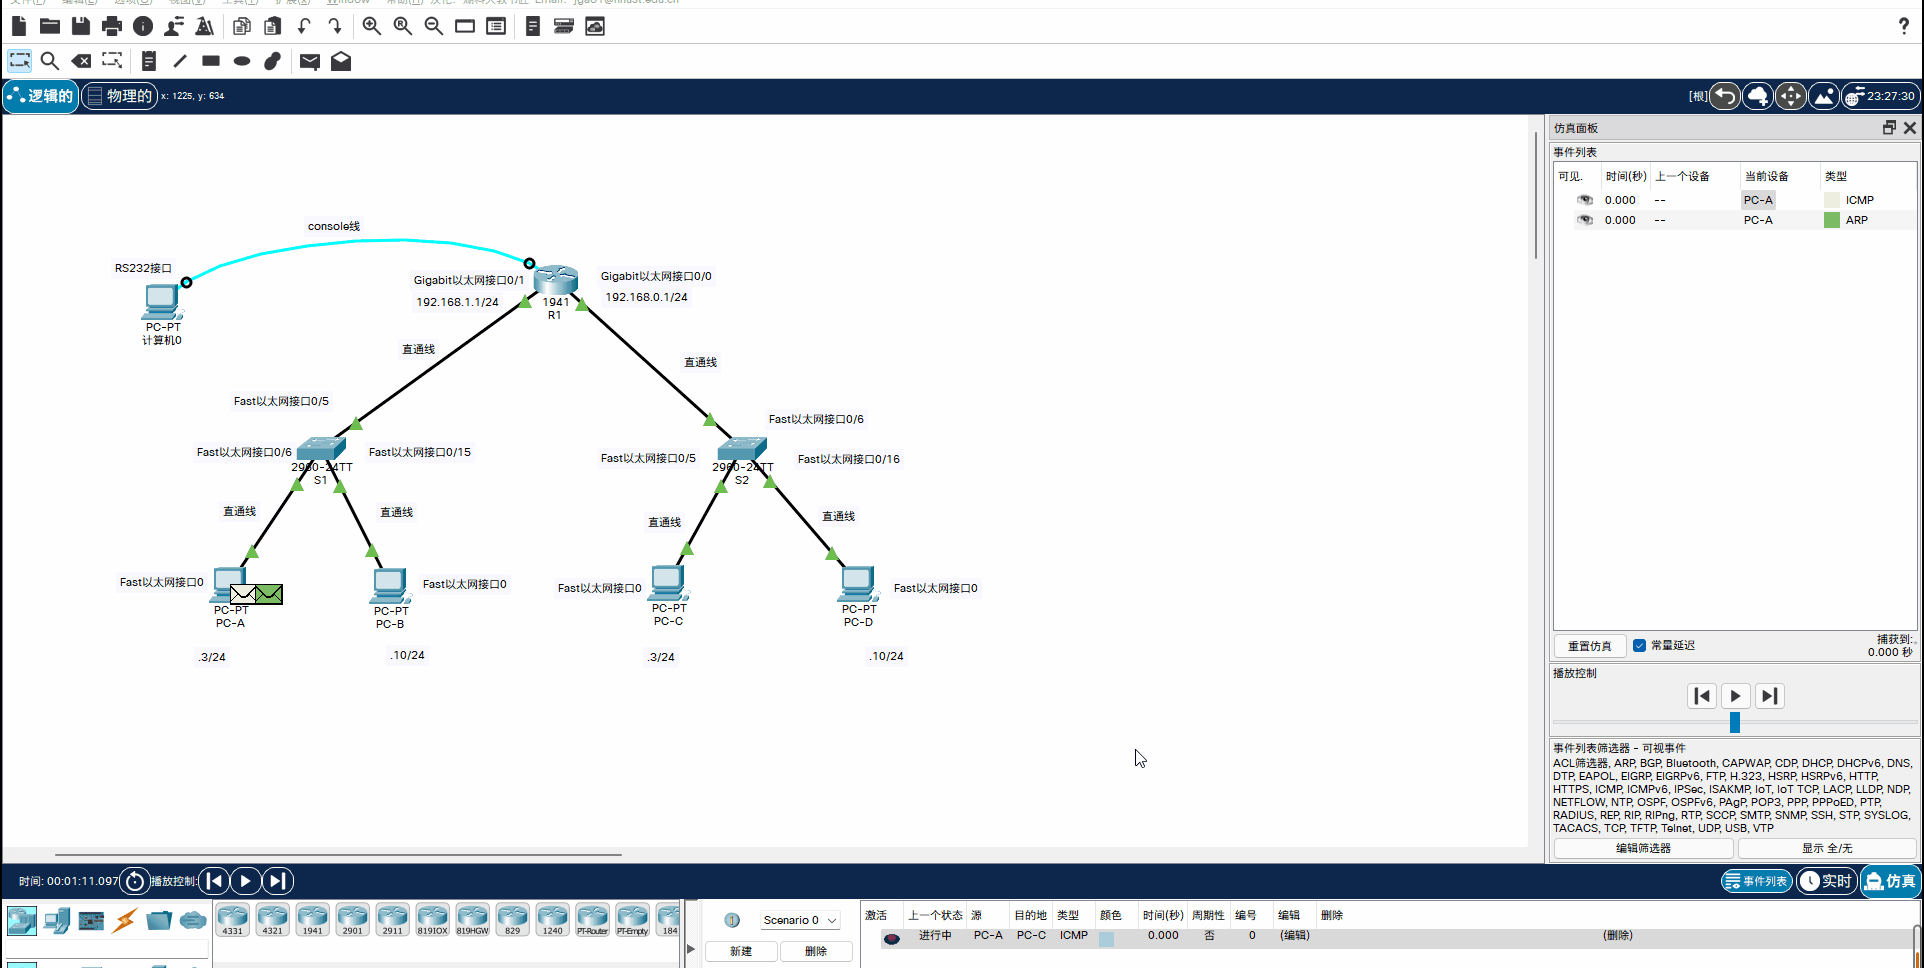 逻辑的 物理的 x: 1225, y: 634 [根] 23:27:30
仿真面板
事件列表
可见. 时间(秒) 上一个设备 当前设备 类型
0.000 -- PC-A ICMP
0.000 -- PC-A ARP
console线
RS232接口
PC-PT
计算机0
Gigabit以太网接口0/1
192.168.1.1/24
Gigabit以太网接口0/0
192.168.0.1/24
1941
R1
直通线
直通线
Fast以太网接口0/5
Fast以太网接口0/6
Fast以太网接口0/6
Fast以太网接口0/15
2960-24TT
S1
Fast以太网接口0/5
Fast以太网接口0/16
2960-24TT
S2
直通线
直通线
直通线
直通线
Fast以太网接口0
PC-PT
PC-A
Fast以太网接口0
PC-PT
PC-B
Fast以太网接口0
PC-PT
PC-C
Fast以太网接口0
PC-PT
PC-D
.3/24
.10/24
.3/24
.10/24
重置仿真 常量延迟 捕获到:
0.000 秒
播放控制
事件列表筛选器 - 可视事件
ACL筛选器, ARP, BGP, Bluetooth, CAPWAP, CDP, DHCP, DHCPv6, DNS,
DTP, EAPOL, EIGRP, EIGRPv6, FTP, H.323, HSRP, HSRPv6, HTTP,
HTTPS, ICMP, ICMPv6, IPSec, ISAKMP, IoT, IoT TCP, LACP, LLDP, NDP,
NETFLOW, NTP, OSPF, OSPFv6, PAgP, POP3, PPP, PPPoED, PTP,
RADIUS, REP, RIP, RIPng, RTP, SCCP, SMTP, SNMP, SSH, STP, SYSLOG,
TACACS, TCP, TFTP, Telnet, UDP, USB, VTP
编辑筛选器 显示 全/无
时间: 00:01:11.097 播放控制: 事件列表 实时 仿真
4331 4321 1941 2901 2911 819IOX 819HGW 829 1240 PT-Router PT-Empty 184
Scenario 0
新建 删除
激活 上一个状态 源 目的地 类型 颜色 时间(秒) 周期性 编号 编辑 删除
进行中 PC-A PC-C ICMP 0.000 否 0 (编辑) (删除)